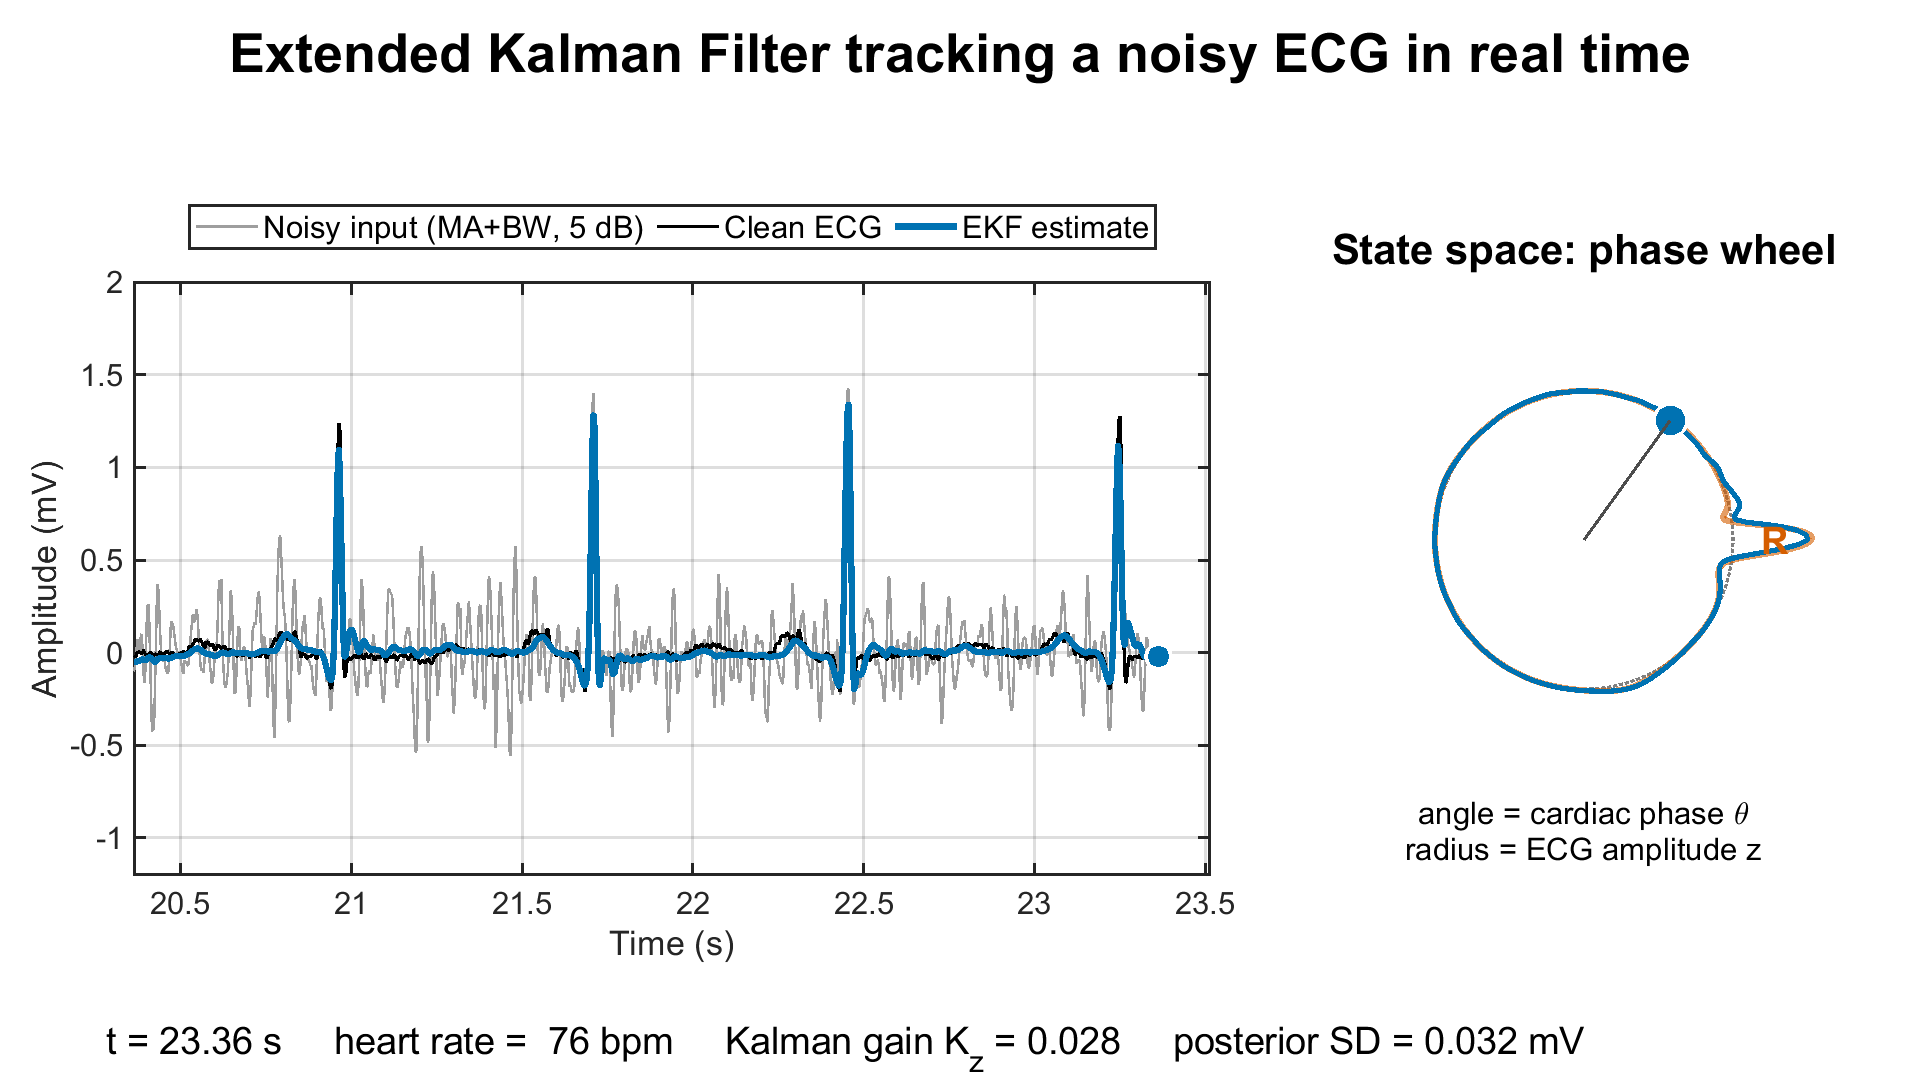 Extended Kalman Filter tracking a noisy ECG in real time
Noisy input (MA+BW, 5 dB) Clean ECG EKF estimate
State space: phase wheel
2
1.5
1
0.5
0
-0.5
-1
Amplitude (mV)
20.5 21 21.5 22 22.5 23 23.5
Time (s)
R
angle = cardiac phase θ
radius = ECG amplitude z
t = 23.36 s heart rate = 76 bpm Kalman gain K_z = 0.028 posterior SD = 0.032 mV